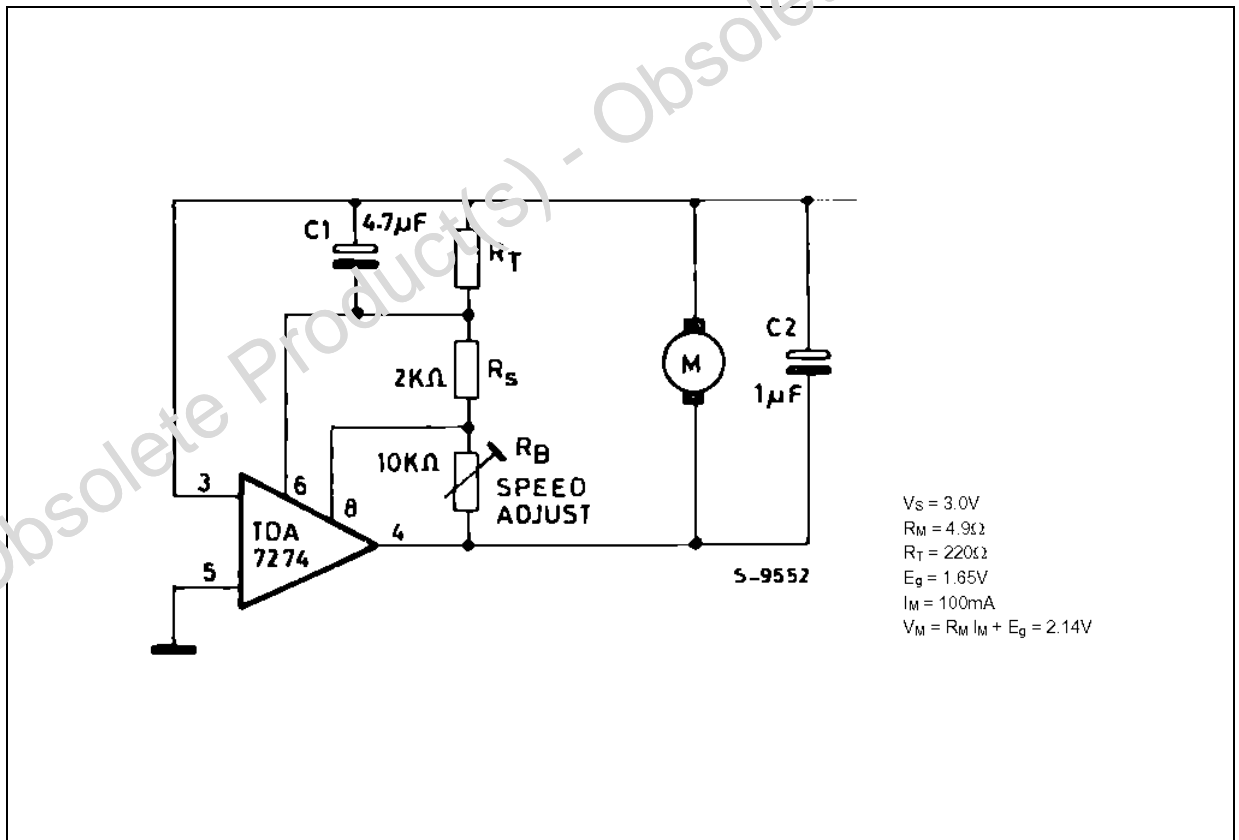 Obsolete Product(s) - Obsolete
C1
4.7µF
RT
2KΩ
RS
10KΩ
RB
SPEED
ADJUST
M
C2
1µF
3
6
8
4
5
TDA
7274
S-9552
VS = 3.0V
RM = 4.9Ω
RT = 220Ω
Eg = 1.65V
IM = 100mA
VM = RM IM + Eg = 2.14V